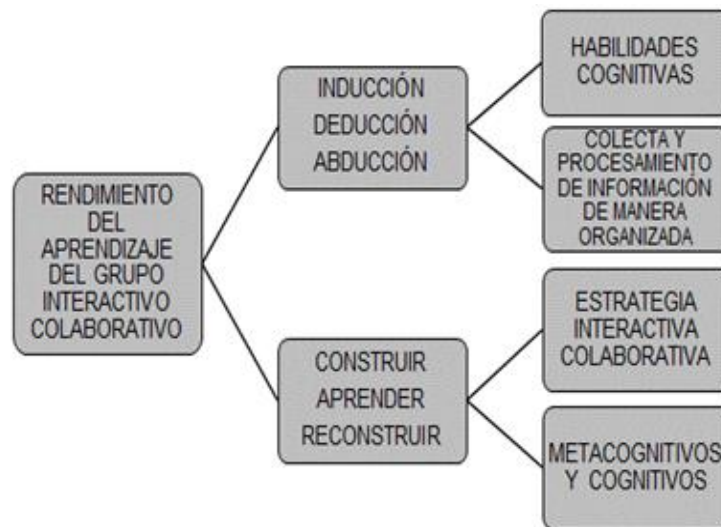 RENDIMIENTO
DEL
APRENDIZAJE
DEL GRUPO
INTERACTIVO
COLABORATIVO
INDUCCIÓN
DEDUCCIÓN
ABDUCCIÓN
HABILIDADES
COGNITIVAS
COLECTA Y
PROCESAMIENTO
DE INFORMACIÓN
DE MANERA
ORGANIZADA
CONSTRUIR
APRENDER
RECONSTRUIR
ESTRATEGIA
INTERACTIVA
COLABORATIVA
METACOGNITIVOS
Y COGNITIVOS